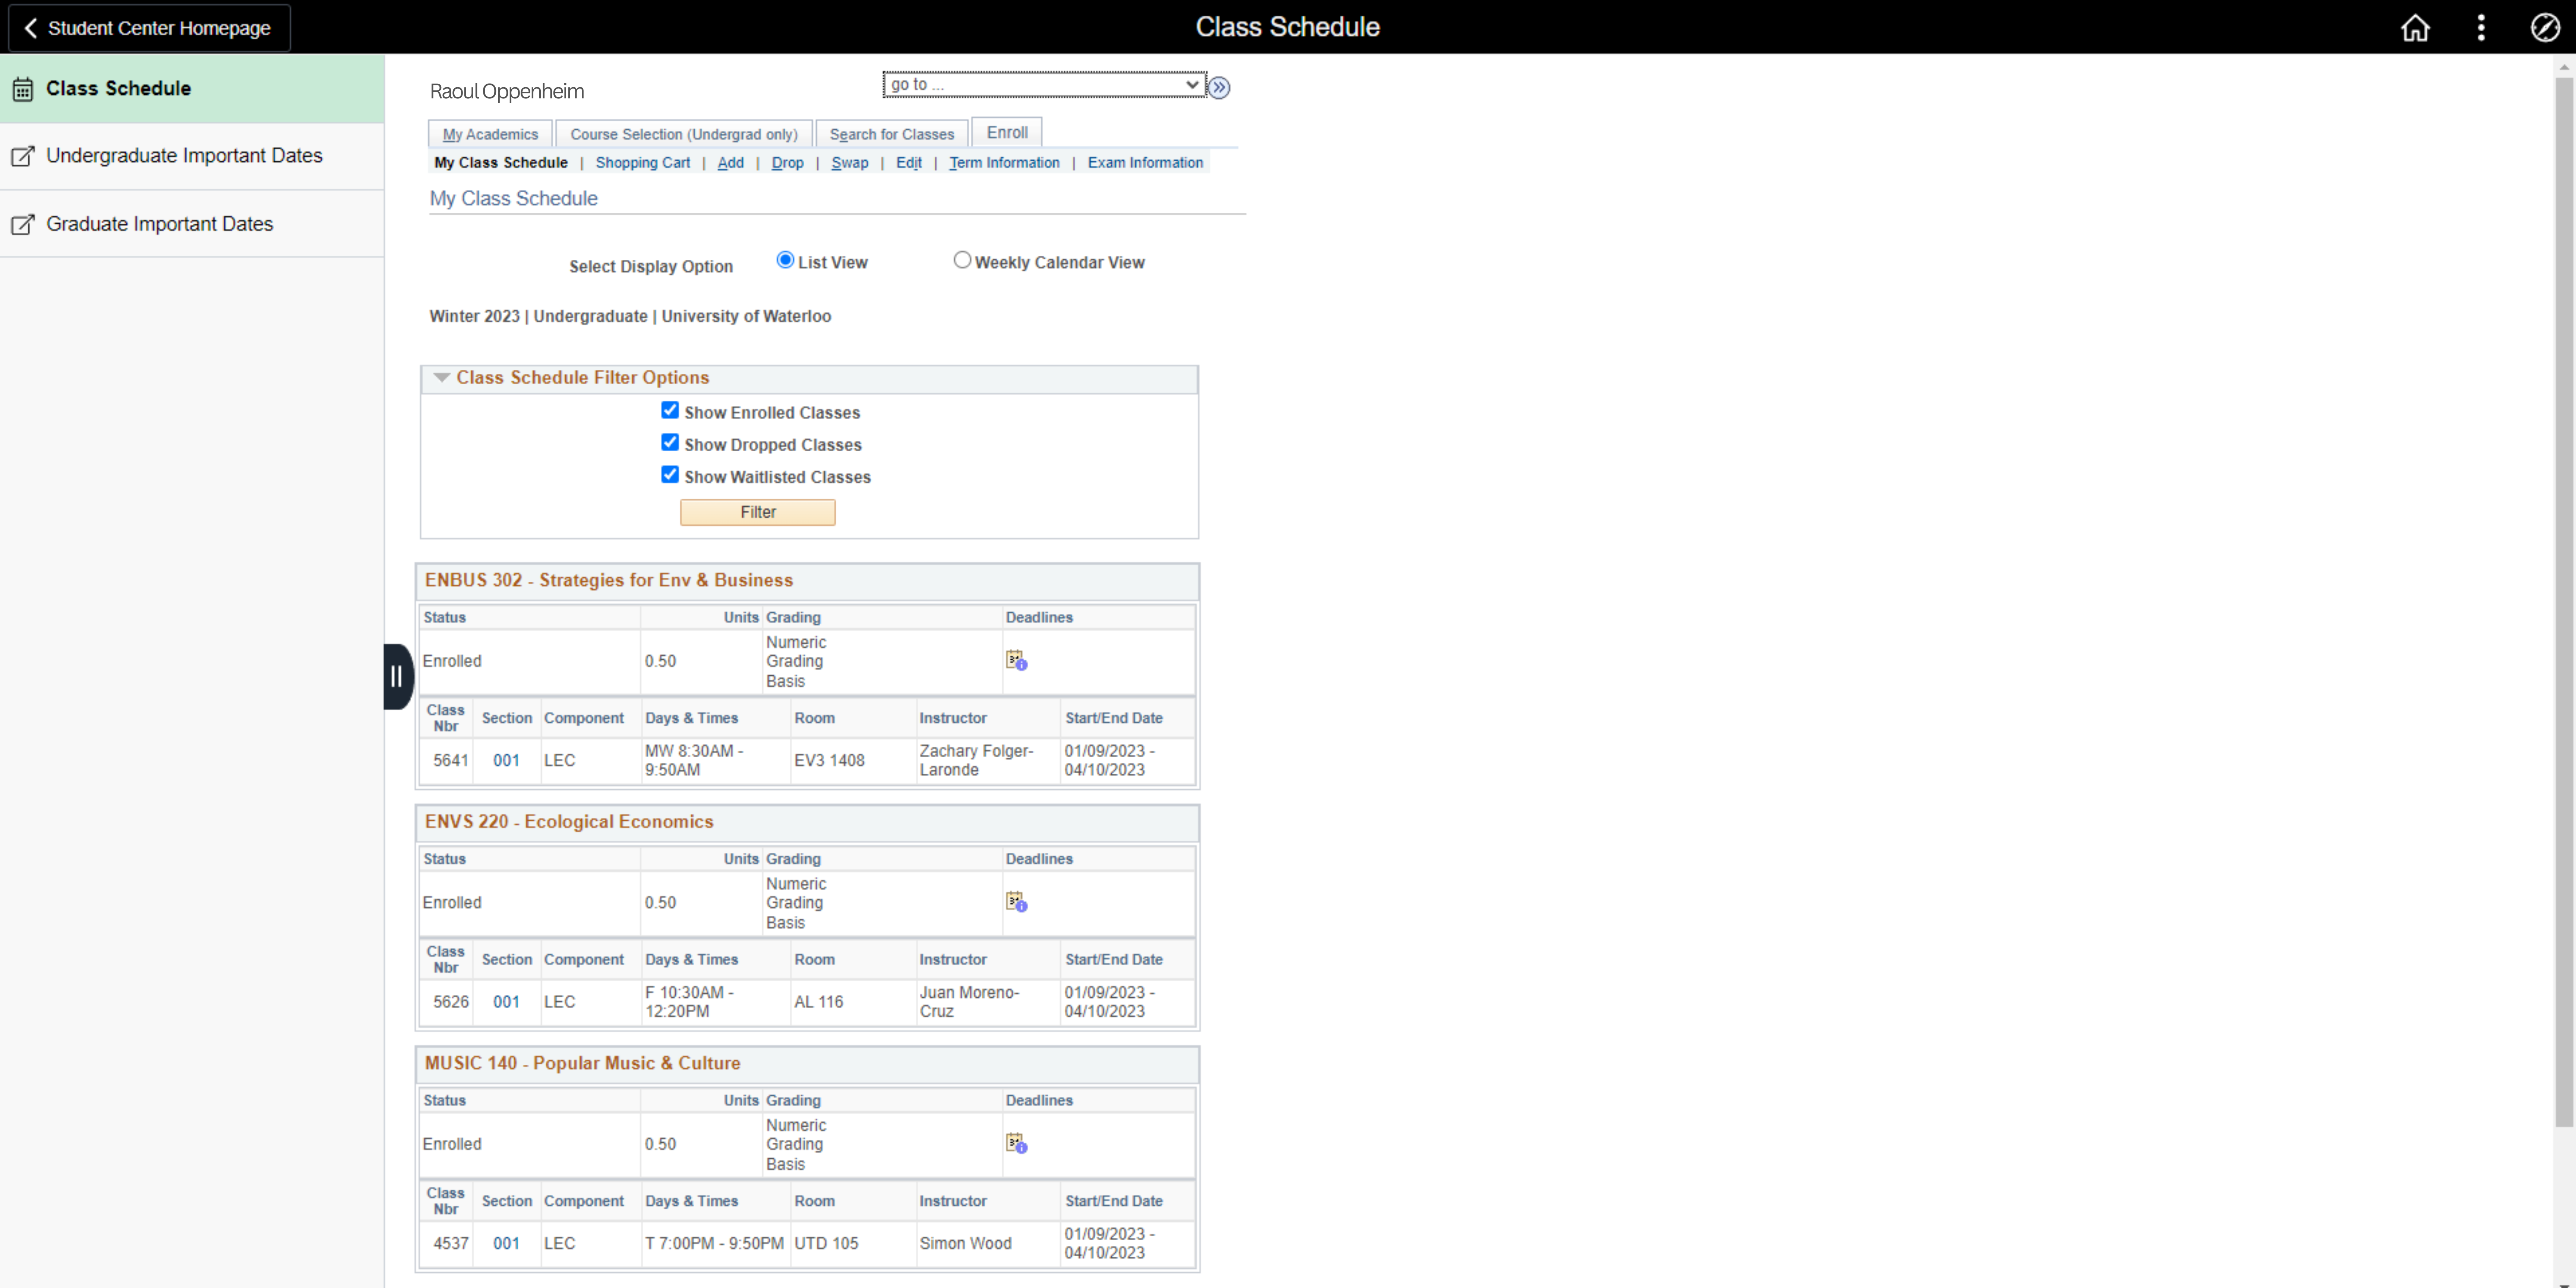 Student Center Homepage
Class Schedule
Class Schedule
Undergraduate Important Dates
Graduate Important Dates
Raoul Oppenheim
go to ...
My Academics
Course Selection (Undergrad only)
Search for Classes
Enroll
My Class Schedule | Shopping Cart | Add | Drop | Swap | Edit | Term Information | Exam Information
My Class Schedule
Select Display Option
List View
Weekly Calendar View
Winter 2023 | Undergraduate | University of Waterloo
Class Schedule Filter Options
Show Enrolled Classes
Show Dropped Classes
Show Waitlisted Classes
Filter
ENBUS 302 - Strategies for Env & Business
Status Units Grading Deadlines
Enrolled 0.50 Numeric
Grading
Basis
Class
Nbr
Section Component Days & Times Room Instructor Start/End Date
5641 001 LEC MW 8:30AM -
9:50AM
EV3 1408
Zachary Folger-
Laronde
01/09/2023 -
04/10/2023
ENVS 220 - Ecological Economics
Status Units Grading Deadlines
Enrolled 0.50 Numeric
Grading
Basis
Class
Nbr
Section Component Days & Times Room Instructor Start/End Date
5626 001 LEC F 10:30AM -
12:20PM
AL 116
Juan Moreno-
Cruz
01/09/2023 -
04/10/2023
MUSIC 140 - Popular Music & Culture
Status Units Grading Deadlines
Enrolled 0.50 Numeric
Grading
Basis
Class
Nbr
Section Component Days & Times Room Instructor Start/End Date
4537 001 LEC T 7:00PM - 9:50PM UTD 105 Simon Wood
01/09/2023 -
04/10/2023